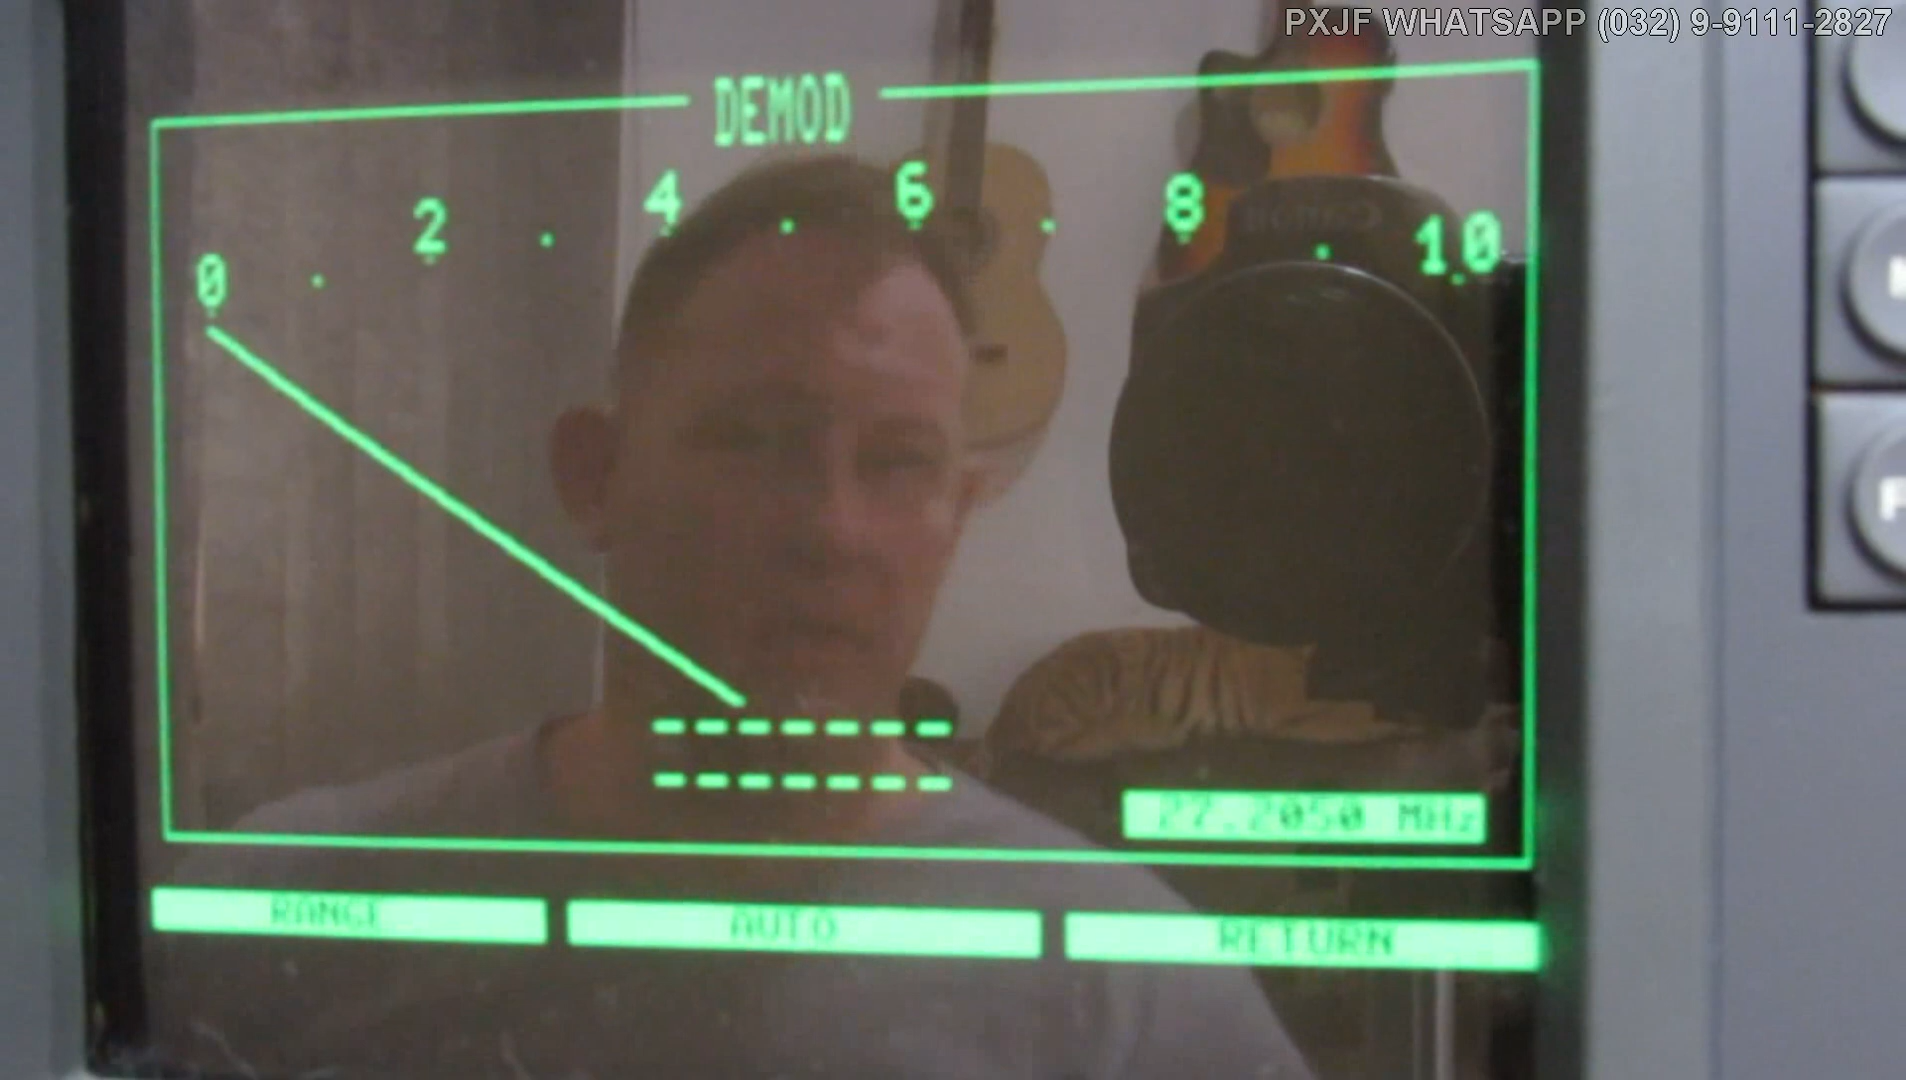 PXJF WHATSAPP (032) 9-9111-2827
DEMOD
0 2 4 6 8 10
27.2050 MHz
RANGE AUTO RETURN